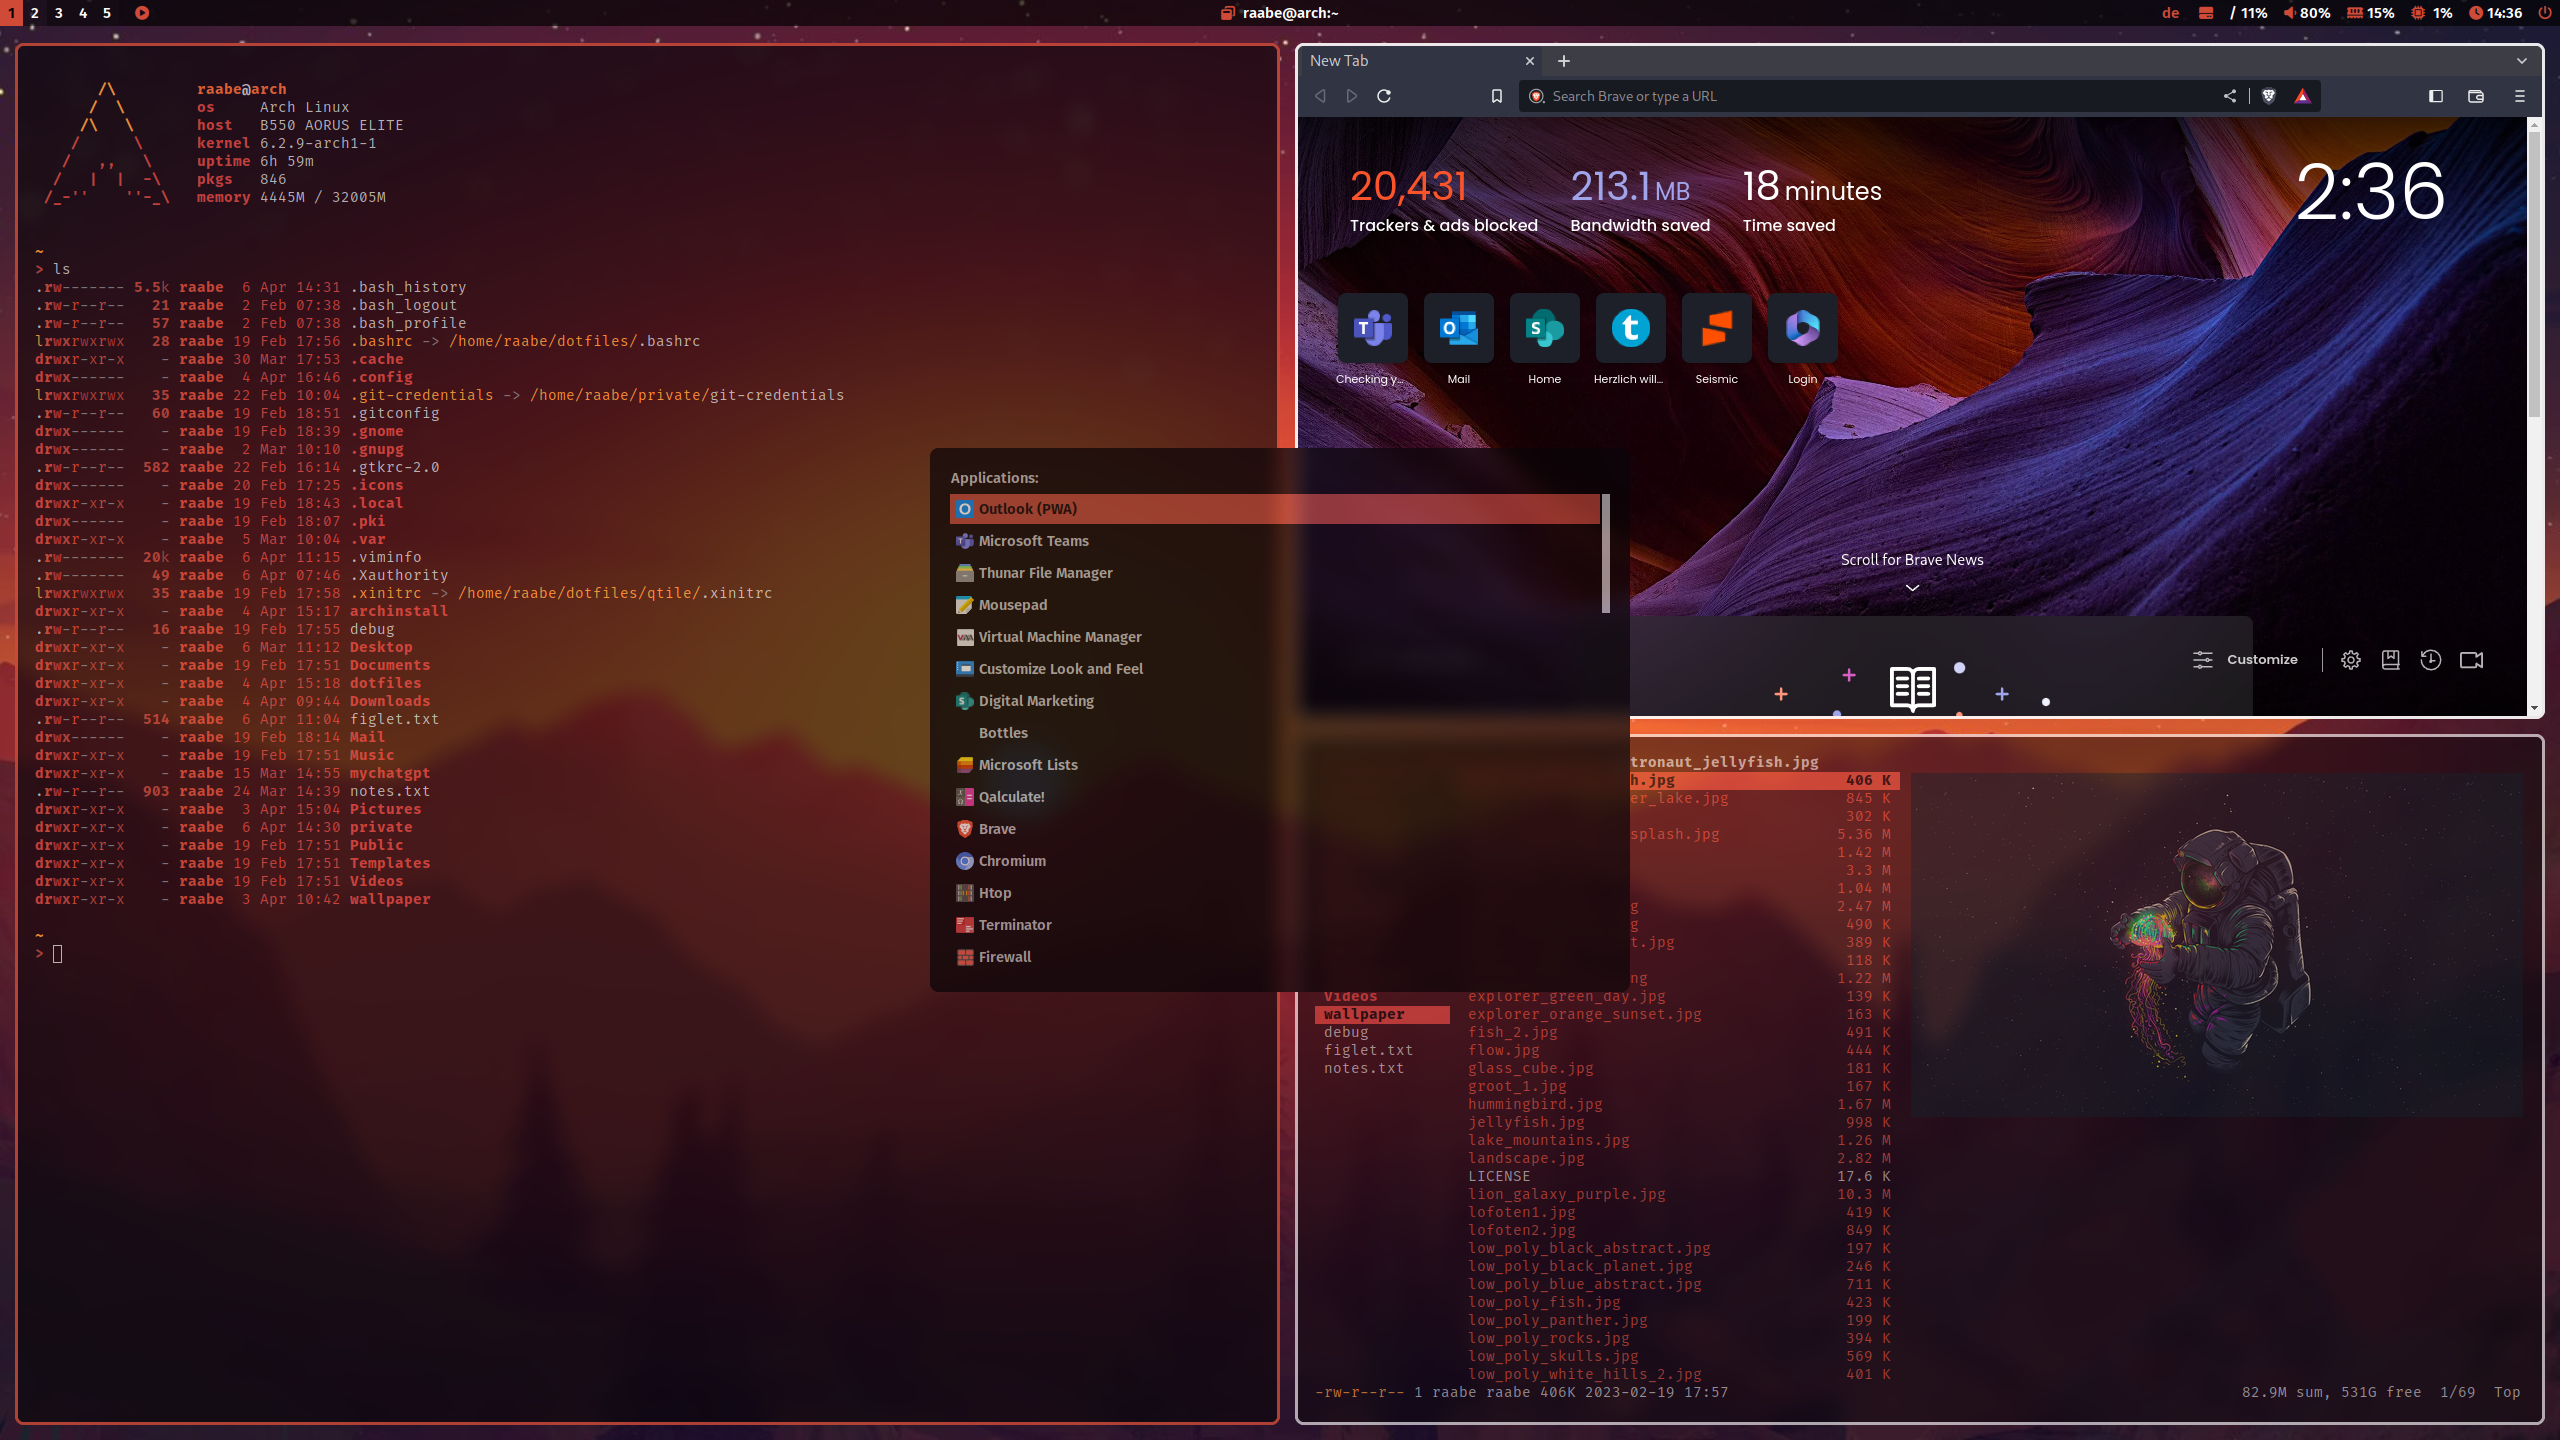 1 2 3 4 5
raabe@arch:~
de / 11% 80% 15% 1% 14:36
/\
/  \
/\   \
/      \
/   ,,   \
/   |  |  -\
/_-''    ''-_\
raabe@arch
os     Arch Linux
host   B550 AORUS ELITE
kernel 6.2.9-arch1-1
uptime 6h 59m
pkgs   846
memory 4445M / 32005M
~
> ls
.rw------- 5.5k raabe  6 Apr 14:31 .bash_history
.rw-r--r--   21 raabe  2 Feb 07:38 .bash_logout
.rw-r--r--   57 raabe  2 Feb 07:38 .bash_profile
lrwxrwxrwx   28 raabe 19 Feb 17:56 .bashrc -> /home/raabe/dotfiles/.bashrc
drwxr-xr-x    - raabe 30 Mar 17:53 .cache
drwx------    - raabe  4 Apr 16:46 .config
lrwxrwxrwx   35 raabe 22 Feb 10:04 .git-credentials -> /home/raabe/private/git-credentials
.rw-r--r--   60 raabe 19 Feb 18:51 .gitconfig
drwx------    - raabe 19 Feb 18:39 .gnome
drwx------    - raabe  2 Mar 10:10 .gnupg
.rw-r--r--  582 raabe 22 Feb 16:14 .gtkrc-2.0
drwx------    - raabe 20 Feb 17:25 .icons
drwxr-xr-x    - raabe 19 Feb 18:43 .local
drwx------    - raabe 19 Feb 18:07 .pki
drwxr-xr-x    - raabe  5 Mar 10:04 .var
.rw-------  20k raabe  6 Apr 11:15 .viminfo
.rw-------   49 raabe  6 Apr 07:46 .Xauthority
lrwxrwxrwx   35 raabe 19 Feb 17:58 .xinitrc -> /home/raabe/dotfiles/qtile/.xinitrc
drwxr-xr-x    - raabe  4 Apr 15:17 archinstall
.rw-r--r--   16 raabe 19 Feb 17:55 debug
drwxr-xr-x    - raabe  6 Mar 11:12 Desktop
drwxr-xr-x    - raabe 19 Feb 17:51 Documents
drwxr-xr-x    - raabe  4 Apr 15:18 dotfiles
drwxr-xr-x    - raabe  4 Apr 09:44 Downloads
.rw-r--r--  514 raabe  6 Apr 11:04 figlet.txt
drwx------    - raabe 19 Feb 18:14 Mail
drwxr-xr-x    - raabe 19 Feb 17:51 Music
drwxr-xr-x    - raabe 15 Mar 14:55 mychatgpt
.rw-r--r--  903 raabe 24 Mar 14:39 notes.txt
drwxr-xr-x    - raabe  3 Apr 15:04 Pictures
drwxr-xr-x    - raabe  6 Apr 14:30 private
drwxr-xr-x    - raabe 19 Feb 17:51 Public
drwxr-xr-x    - raabe 19 Feb 17:51 Templates
drwxr-xr-x    - raabe 19 Feb 17:51 Videos
drwxr-xr-x    - raabe  3 Apr 10:42 wallpaper
~
>
New Tab
Search Brave or type a URL
20,431 213.1 MB 18 minutes
Trackers & ads blocked Bandwidth saved Time saved
2:36
Checking y... Mail Home Herzlich will... Seismic Login
Scroll for Brave News
Customize
Applications:
Outlook (PWA)
Microsoft Teams
Thunar File Manager
Mousepad
Virtual Machine Manager
Customize Look and Feel
Digital Marketing
Bottles
Microsoft Lists
Qalculate!
Brave
Chromium
Htop
Terminator
Firewall
tronaut_jellyfish.jpg
h.jpg 406 K
er_lake.jpg 845 K
302 K
splash.jpg 5.36 M
1.42 M
3.3 M
1.04 M
g 2.47 M
g 490 K
t.jpg 389 K
118 K
ng 1.22 M
Videos explorer_green_day.jpg 139 K
wallpaper explorer_orange_sunset.jpg 163 K
debug fish_2.jpg 491 K
figlet.txt flow.jpg 444 K
notes.txt glass_cube.jpg 181 K
groot_1.jpg 167 K
hummingbird.jpg 1.67 M
jellyfish.jpg 998 K
lake_mountains.jpg 1.26 M
landscape.jpg 2.82 M
LICENSE 17.6 K
lion_galaxy_purple.jpg 10.3 M
lofoten1.jpg 419 K
lofoten2.jpg 849 K
low_poly_black_abstract.jpg 197 K
low_poly_black_planet.jpg 246 K
low_poly_blue_abstract.jpg 711 K
low_poly_fish.jpg 423 K
low_poly_panther.jpg 199 K
low_poly_rocks.jpg 394 K
low_poly_skulls.jpg 569 K
low_poly_white_hills_2.jpg 401 K
-rw-r--r-- 1 raabe raabe 406K 2023-02-19 17:57 82.9M sum, 531G free  1/69  Top